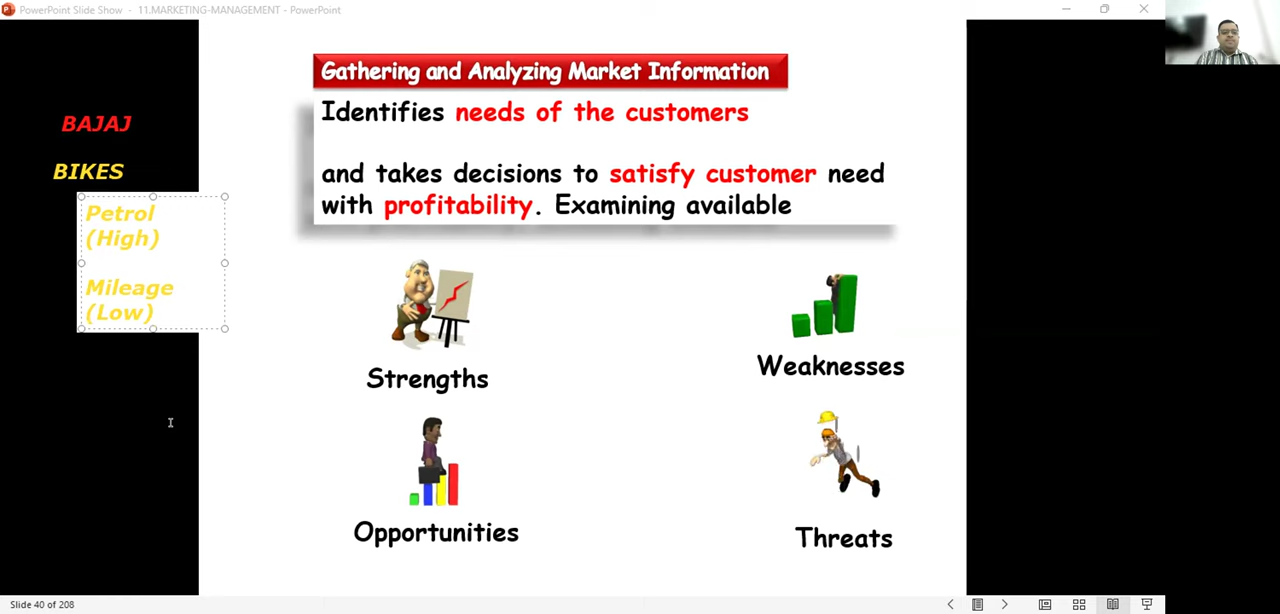 PowerPoint Slide Show - 11.MARKETING-MANAGEMENT - PowerPoint
Gathering and Analyzing Market Information
Identifies needs of the customers
and takes decisions to satisfy customer need
with profitability. Examining available
BAJAJ
BIKES
Petrol
(High)
Mileage
(Low)
Strengths
Weaknesses
Opportunities
Threats
Slide 40 of 208